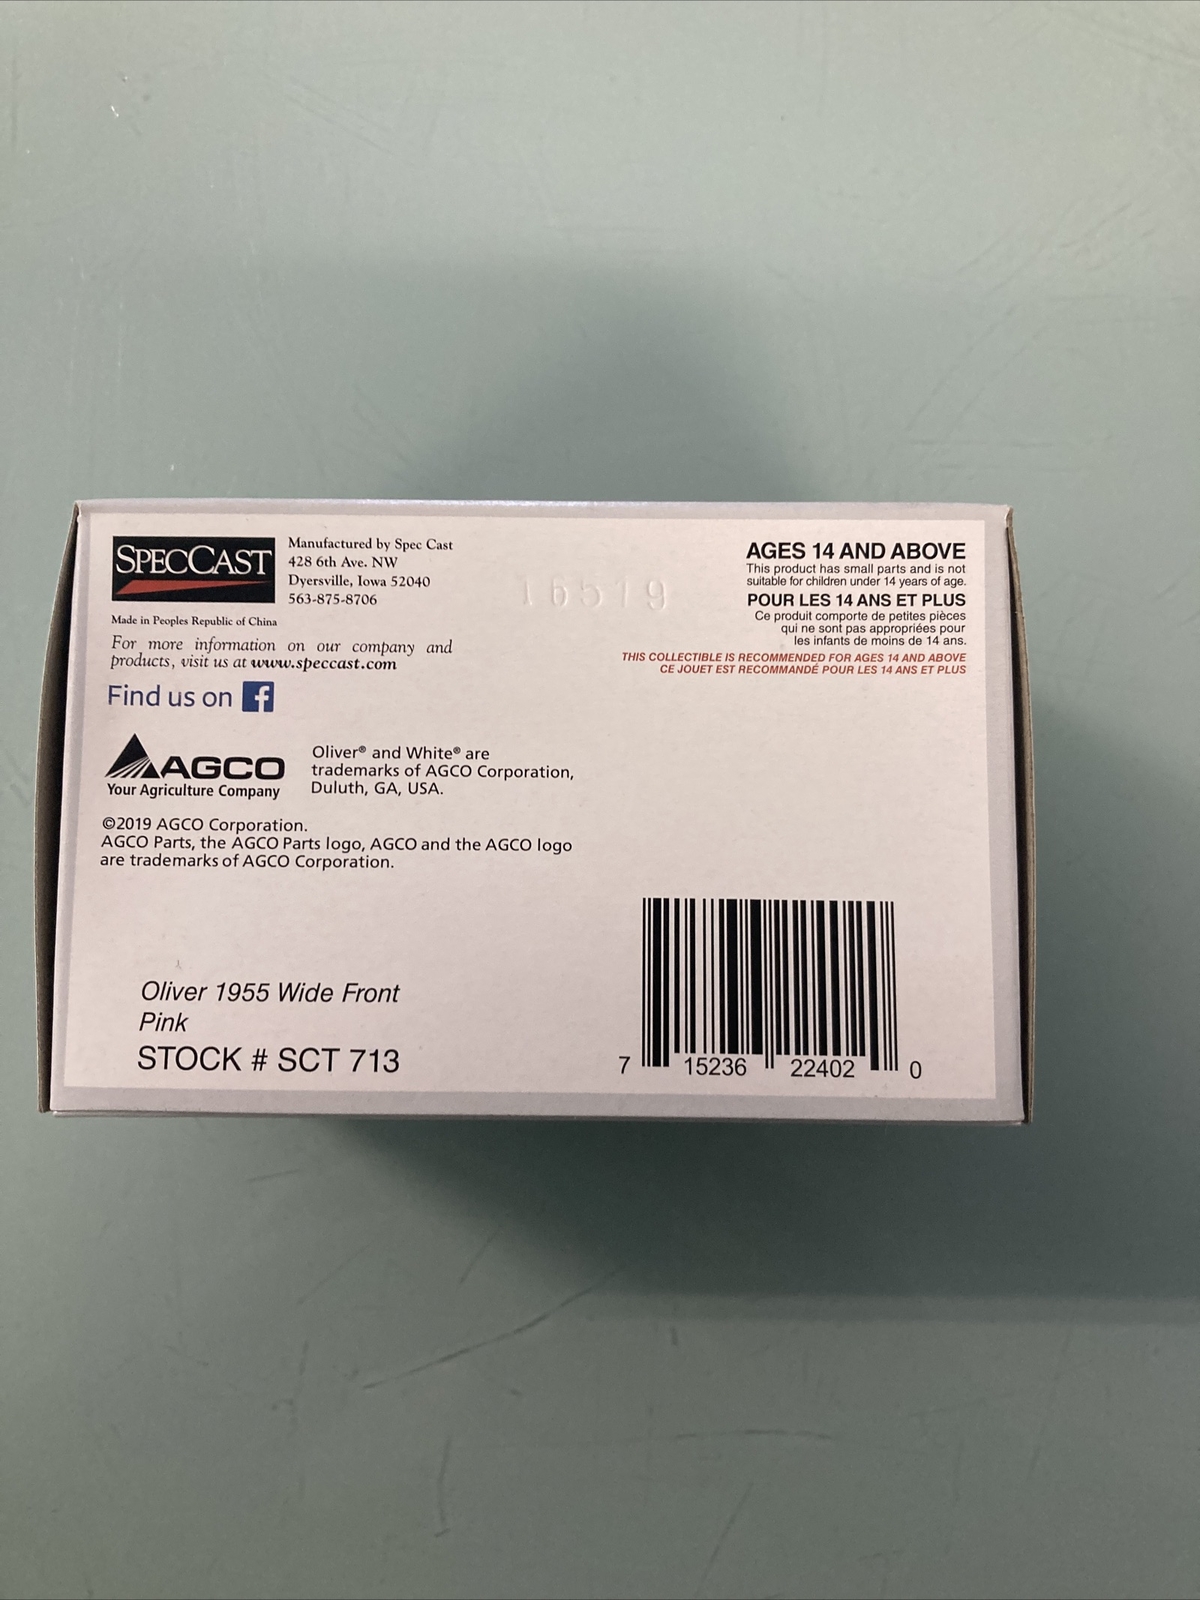 SPECCAST
Manufactured by Spec Cast
428 6th Ave. NW
Dyersville, Iowa 52040
563-875-8706
Made in Peoples Republic of China
For more information on our company and
products, visit us at www.speccast.com
Find us on f
16519
AGES 14 AND ABOVE
This product has small parts and is not
suitable for children under 14 years of age.
POUR LES 14 ANS ET PLUS
Ce produit comporte de petites pièces
qui ne sont pas appropriées pour
les infants de moins de 14 ans.
THIS COLLECTIBLE IS RECOMMENDED FOR AGES 14 AND ABOVE
CE JOUET EST RECOMMANDÉ POUR LES 14 ANS ET PLUS
AGCO
Your Agriculture Company
Oliver® and White® are
trademarks of AGCO Corporation,
Duluth, GA, USA.
©2019 AGCO Corporation.
AGCO Parts, the AGCO Parts logo, AGCO and the AGCO logo
are trademarks of AGCO Corporation.
Oliver 1955 Wide Front
Pink
STOCK # SCT 713
7 15236 22402 0